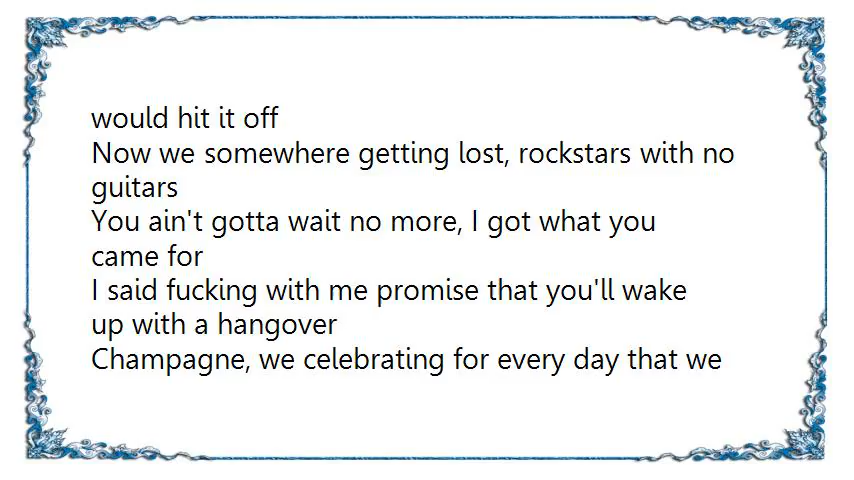 would hit it off
Now we somewhere getting lost, rockstars with no
guitars
You ain't gotta wait no more, I got what you
came for
I said fucking with me promise that you'll wake
up with a hangover
Champagne, we celebrating for every day that we